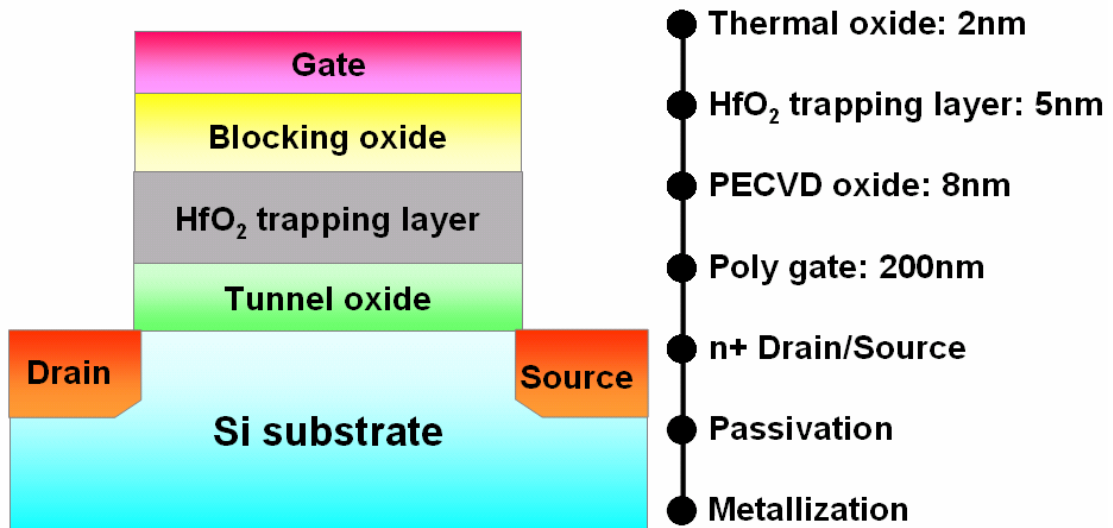 Gate
Blocking oxide
HfO₂ trapping layer
Tunnel oxide
Drain
Source
Si substrate
Thermal oxide: 2nm
HfO₂ trapping layer: 5nm
PECVD oxide: 8nm
Poly gate: 200nm
n+ Drain/Source
Passivation
Metallization